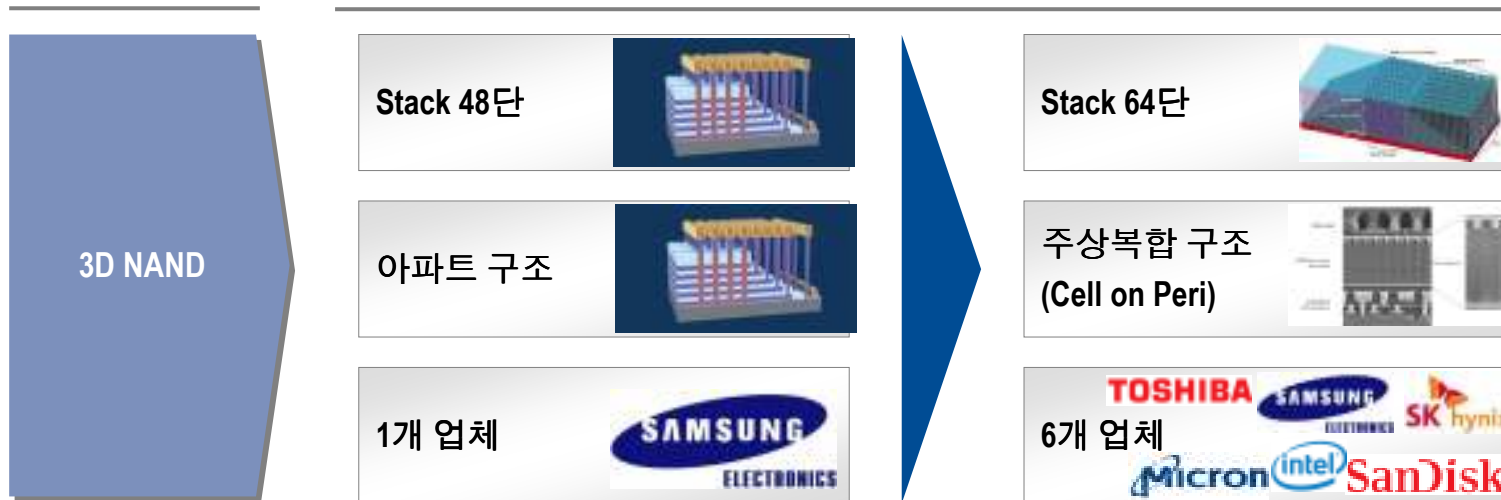 3D NAND
Stack 48단
아파트 구조
1개 업체
SAMSUNG
ELECTRONICS
Stack 64단
주상복합 구조
(Cell on Peri)
6개 업체
TOSHIBA
SAMSUNG
ELECTRONICS
SK hynix
Micron
intel
SanDisk